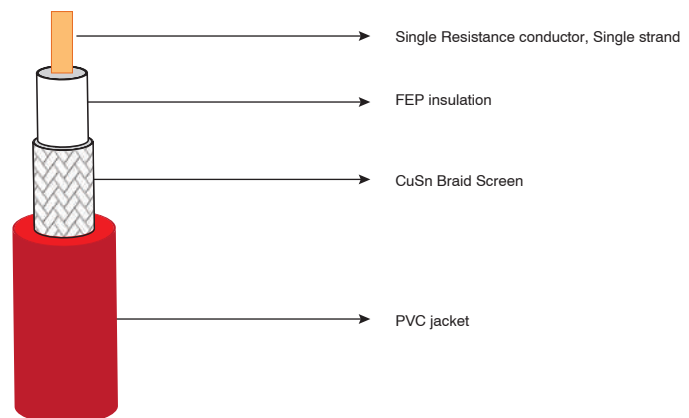 Single Resistance conductor, Single strand
FEP insulation
CuSn Braid Screen
PVC jacket